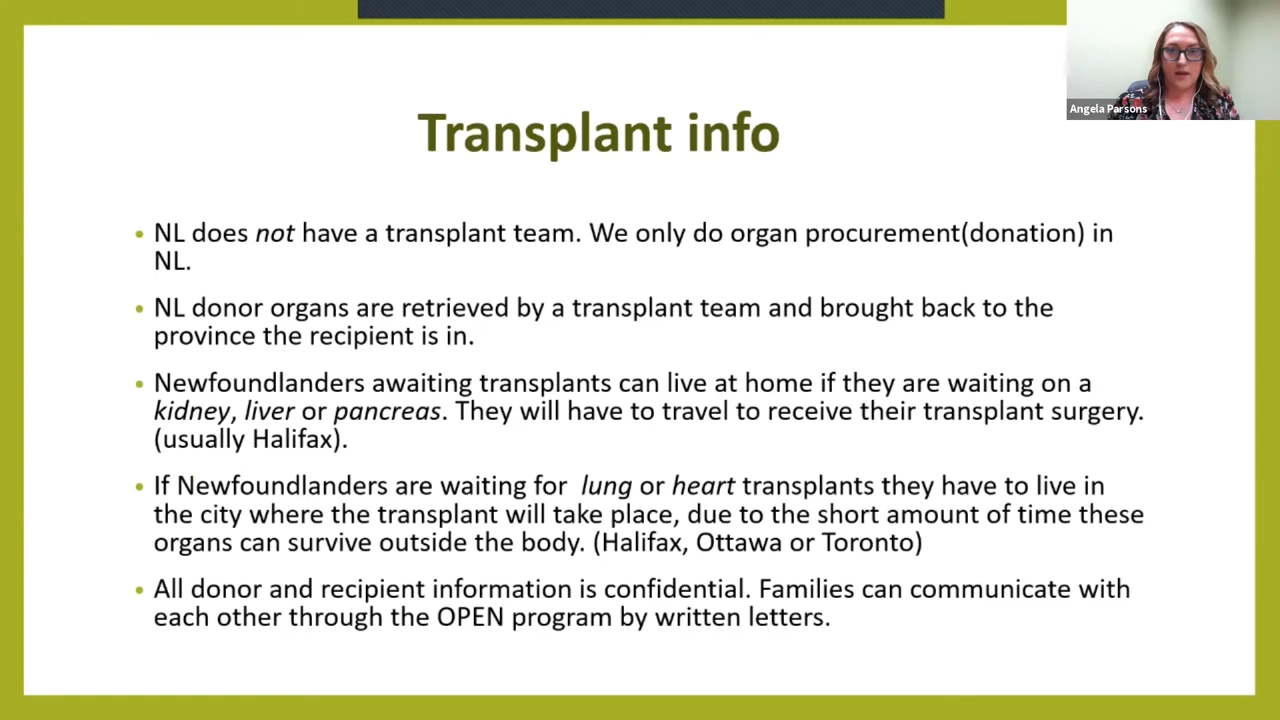 Angela Parsons
Transplant info
• NL does not have a transplant team. We only do organ procurement(donation) in
NL.
• NL donor organs are retrieved by a transplant team and brought back to the
province the recipient is in.
• Newfoundlanders awaiting transplants can live at home if they are waiting on a
kidney, liver or pancreas. They will have to travel to receive their transplant surgery.
(usually Halifax).
• If Newfoundlanders are waiting for  lung or heart transplants they have to live in
the city where the transplant will take place, due to the short amount of time these
organs can survive outside the body. (Halifax, Ottawa or Toronto)
• All donor and recipient information is confidential. Families can communicate with
each other through the OPEN program by written letters.